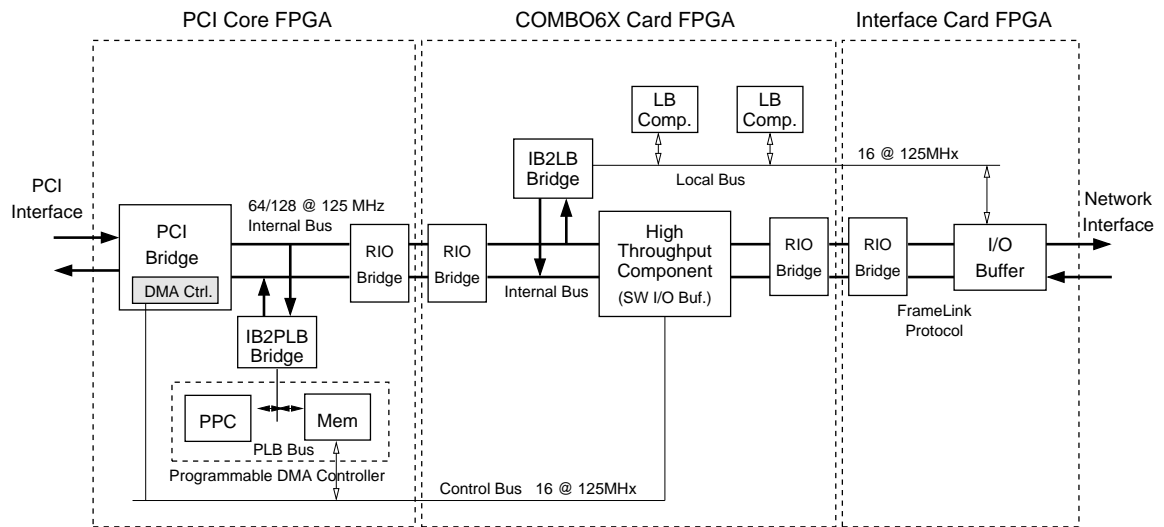 PCI Core FPGA
COMBO6X Card FPGA
Interface Card FPGA
LB
Comp.
LB
Comp.
IB2LB
Bridge
16 @ 125MHx
Local Bus
PCI
Interface
64/128 @ 125 MHz
Internal Bus
PCI
Bridge
DMA Ctrl.
RIO
Bridge
RIO
Bridge
High
Throughput
Component
(SW I/O Buf.)
RIO
Bridge
RIO
Bridge
I/O
Buffer
Network
Interface
Internal Bus
FrameLink
Protocol
IB2PLB
Bridge
PPC
Mem
PLB Bus
Programmable DMA Controller
Control Bus 16 @ 125MHx